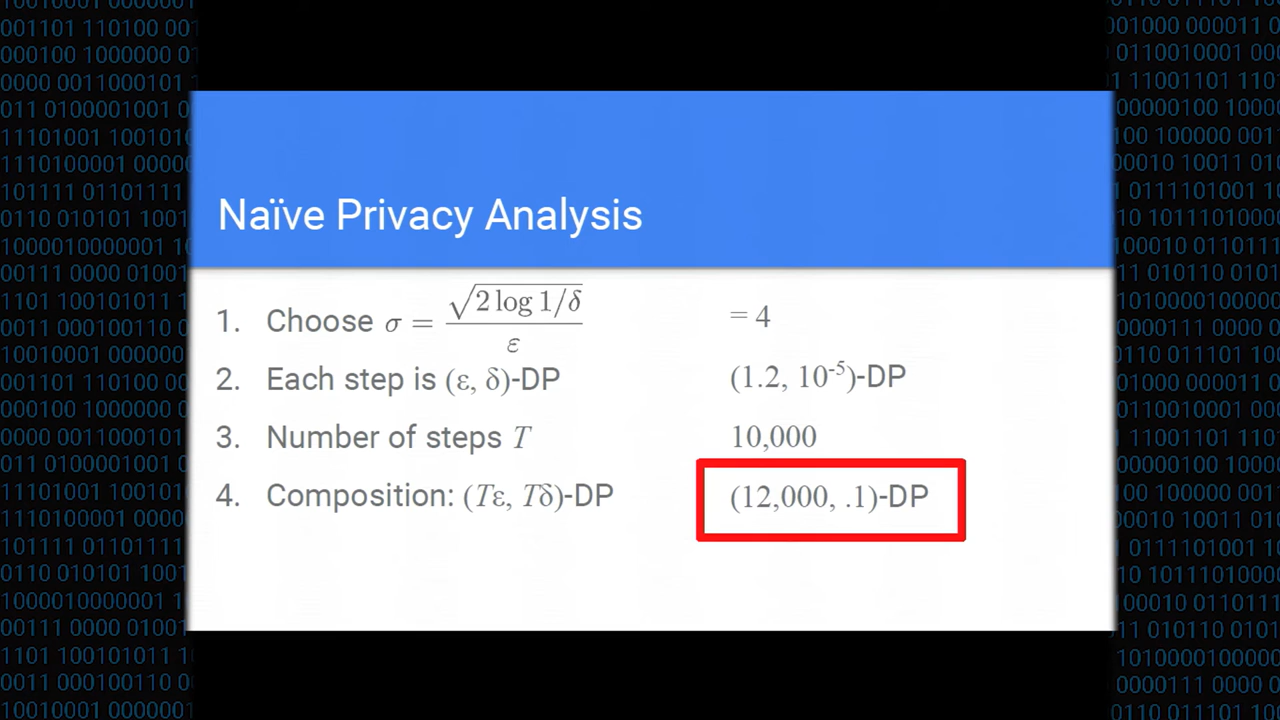 Naïve Privacy Analysis
1. Choose σ = √2 log 1/δ / ε = 4
2. Each step is (ε, δ)-DP (1.2, 10⁻⁵)-DP
3. Number of steps T 10,000
4. Composition: (Tε, Tδ)-DP (12,000, .1)-DP